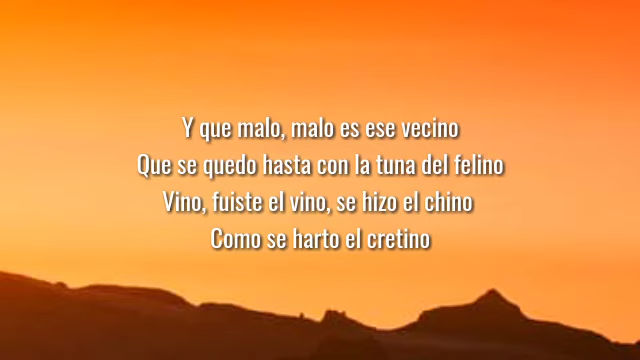 Y que malo, malo es ese vecino
Que se quedo hasta con la tuna del felino
Vino, fuiste el vino, se hizo el chino
Como se harto el cretino